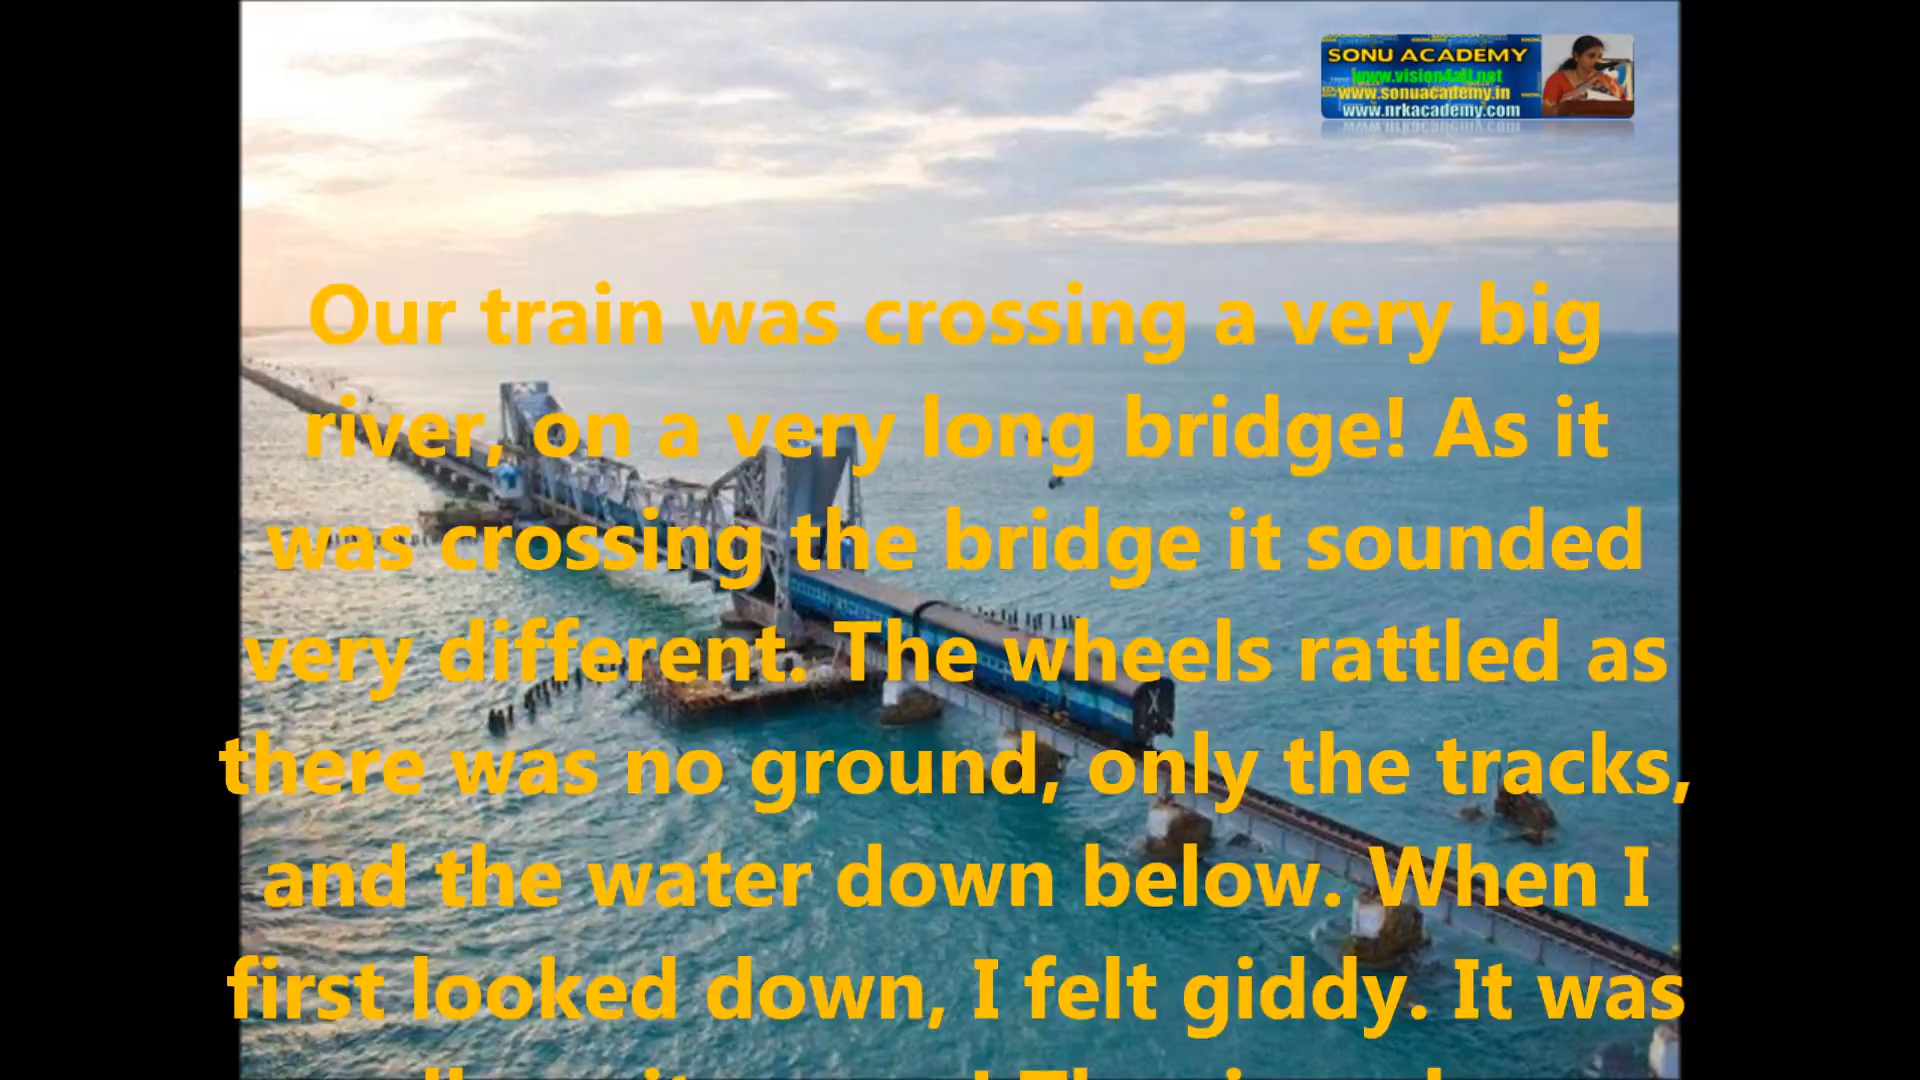 SONU ACADEMY
www.vision4all.net
www.sonuacademy.in
www.nrkacademy.com
Our train was crossing a very big
river, on a very long bridge! As it
was crossing the bridge it sounded
very different. The wheels rattled as
there was no ground, only the tracks,
and the water down below. When I
first looked down, I felt giddy. It was